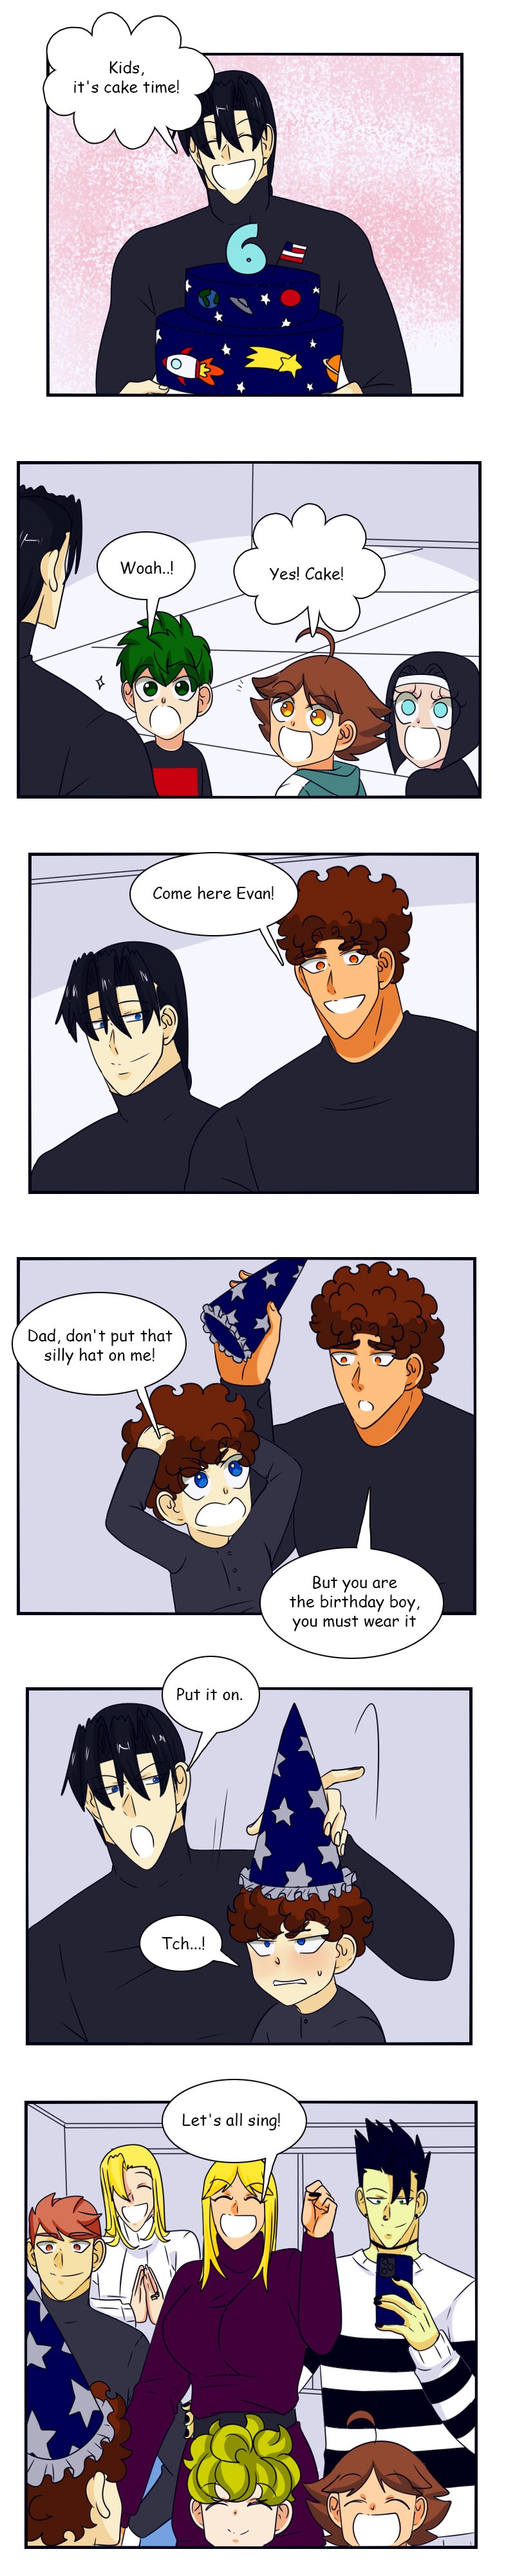 Kids,
it's cake time!
6
Woah..!
Yes! Cake!
Come here Evan!
Dad, don't put that
silly hat on me!
But you are
the birthday boy,
you must wear it
Put it on.
Tch...!
Let's all sing!